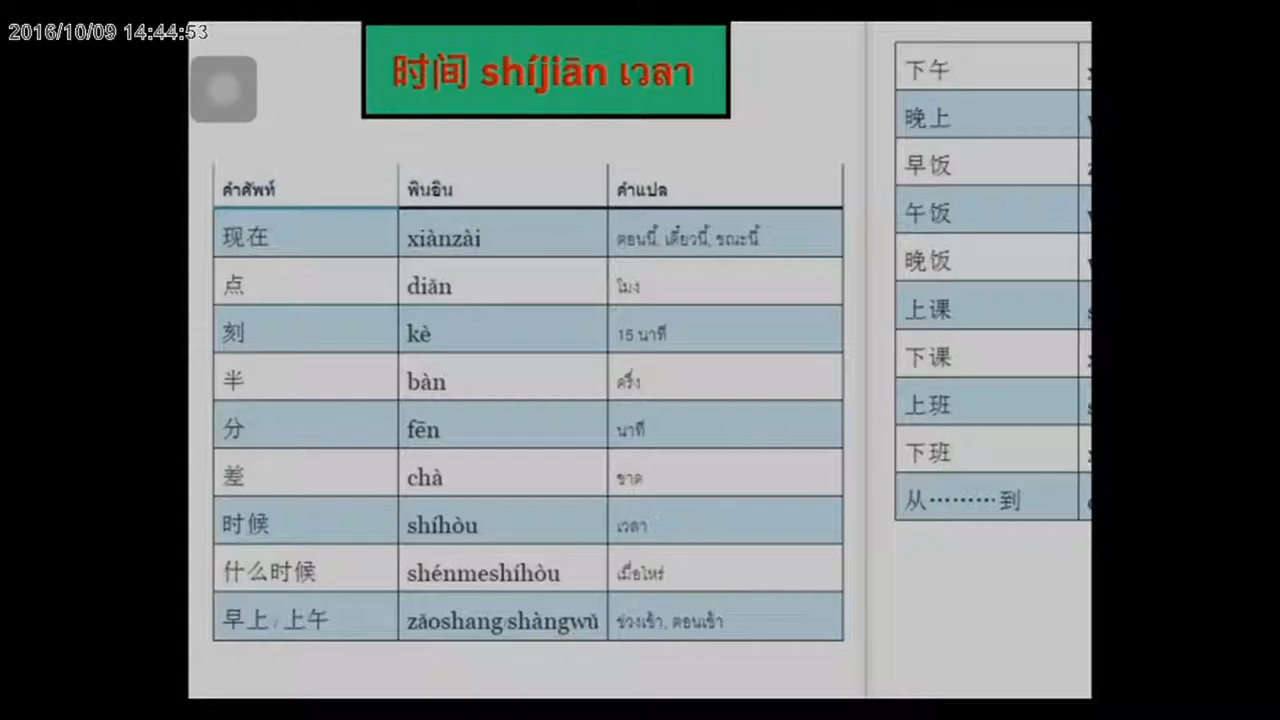 2016/10/09 14:44:53
时间 shíjiān เวลา
คำศัพท์ พินอิน คำแปล
现在 xiànzài ตอนนี้, เดี๋ยวนี้, ขณะนี้
点 diǎn โมง
刻 kè 15 นาที
半 bàn ครึ่ง
分 fēn นาที
差 chà ขาด
时候 shíhòu เวลา
什么时候 shénmeshíhòu เมื่อไหร่
早上 / 上午 zǎoshang/shàngwǔ ช่วงเช้า, ตอนเช้า
下午
晚上
早饭
午饭
晚饭
上课
下课
上班
下班
从………到